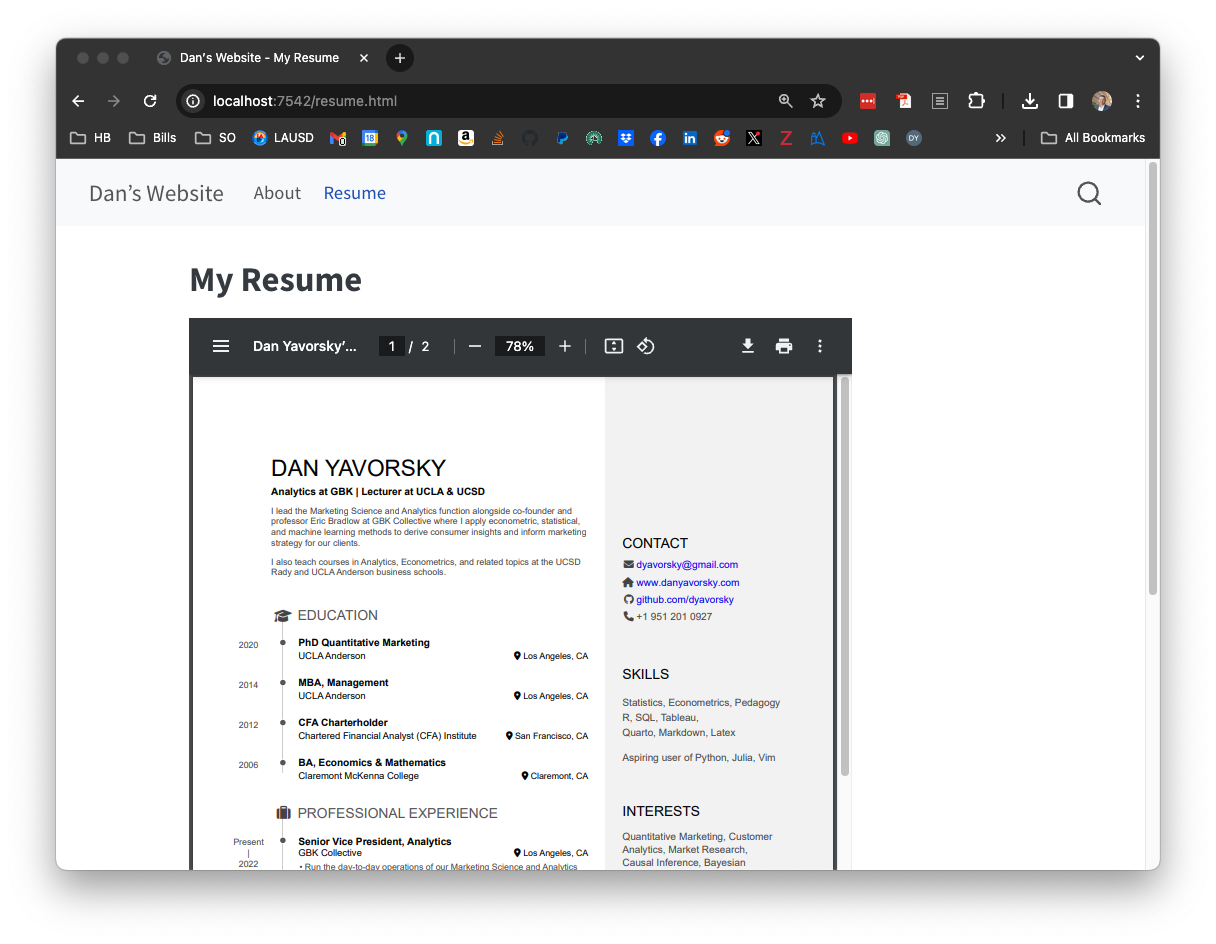 Dan's Website - My Resume
localhost:7542/resume.html
HB Bills SO LAUSD All Bookmarks
0
18
n
a
in
X
Z
DY
Dan's Website About Resume
My Resume
Dan Yavorsky'... 1 / 2 78%
DAN YAVORSKY
Analytics at GBK | Lecturer at UCLA & UCSD
I lead the Marketing Science and Analytics function alongside co-founder and
professor Eric Bradlow at GBK Collective where I apply econometric, statistical,
and machine learning methods to derive consumer insights and inform marketing
strategy for our clients.
I also teach courses in Analytics, Econometrics, and related topics at the UCSD
Rady and UCLA Anderson business schools.
EDUCATION
2020 PhD Quantitative Marketing
UCLA Anderson Los Angeles, CA
2014 MBA, Management
UCLA Anderson Los Angeles, CA
2012 CFA Charterholder
Chartered Financial Analyst (CFA) Institute San Francisco, CA
2006 BA, Economics & Mathematics
Claremont McKenna College Claremont, CA
PROFESSIONAL EXPERIENCE
Present
|
2022
Senior Vice President, Analytics
GBK Collective Los Angeles, CA
• Run the day-to-day operations of our Marketing Science and Analytics
CONTACT
dyavorsky@gmail.com
www.danyavorsky.com
github.com/dyavorsky
+1 951 201 0927
SKILLS
Statistics, Econometrics, Pedagogy
R, SQL, Tableau,
Quarto, Markdown, Latex
Aspiring user of Python, Julia, Vim
INTERESTS
Quantitative Marketing, Customer
Analytics, Market Research,
Causal Inference, Bayesian